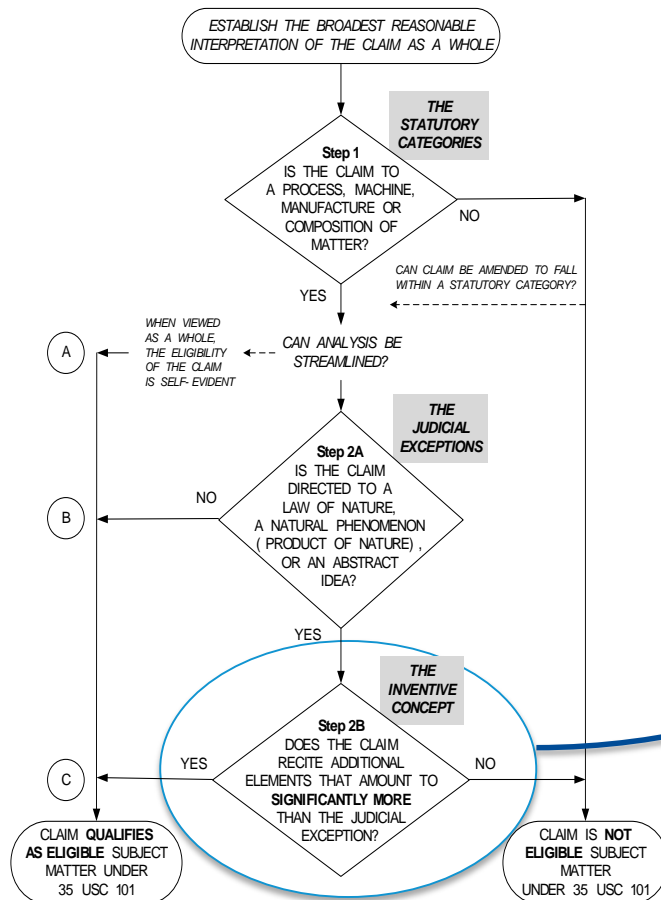 ESTABLISH THE BROADEST REASONABLE
INTERPRETATION OF THE CLAIM AS A WHOLE
THE
STATUTORY
CATEGORIES
Step 1
IS THE CLAIM TO
A PROCESS, MACHINE,
MANUFACTURE OR
COMPOSITION OF
MATTER?
NO
YES
CAN CLAIM BE AMENDED TO FALL
WITHIN A STATUTORY CATEGORY?
WHEN VIEWED
AS A WHOLE,
THE ELIGIBILITY
OF THE CLAIM
IS SELF- EVIDENT
A
CAN ANALYSIS BE
STREAMLINED?
THE
JUDICIAL
EXCEPTIONS
Step 2A
IS THE CLAIM
DIRECTED TO A
LAW OF NATURE,
A NATURAL PHENOMENON
( PRODUCT OF NATURE) ,
OR AN ABSTRACT
IDEA?
NO
B
YES
THE
INVENTIVE
CONCEPT
Step 2B
DOES THE CLAIM
RECITE ADDITIONAL
ELEMENTS THAT AMOUNT TO
SIGNIFICANTLY MORE
THAN THE JUDICIAL
EXCEPTION?
YES
NO
C
CLAIM QUALIFIES
AS ELIGIBLE SUBJECT
MATTER UNDER
35 USC 101
CLAIM IS NOT
ELIGIBLE SUBJECT
MATTER
UNDER 35 USC 101